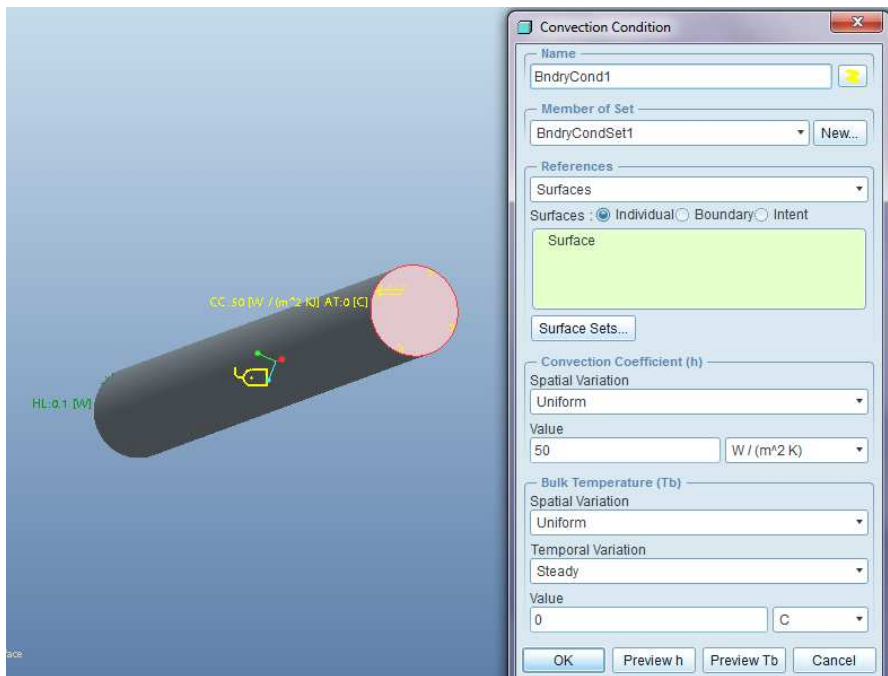 Convection Condition
Name
BndryCond1
Member of Set
BndryCondSet1
New...
References
Surfaces
Surfaces : Individual Boundary Intent
Surface
Surface Sets...
Convection Coefficient (h)
Spatial Variation
Uniform
Value
50
W / (m^2 K)
Bulk Temperature (Tb)
Spatial Variation
Uniform
Temporal Variation
Steady
Value
0
C
OK
Preview h
Preview Tb
Cancel
CC:50 [W / (m^2 K)] AT:0 [C]
HL:0.1 [W]
face